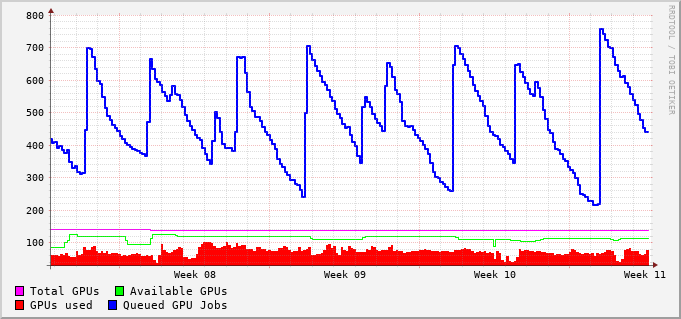 800
700
600
500
400
300
200
100
Week 08 Week 09 Week 10 Week 11
Total GPUs Available GPUs
GPUs used Queued GPU Jobs
RRDTOOL / TOBI OETIKER